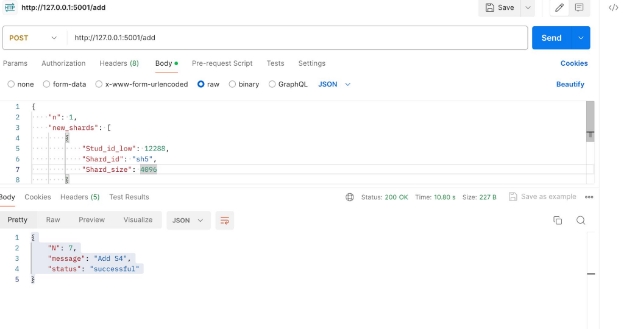 http://127.0.0.1:5001/add
Save
POST
http://127.0.0.1:5001/add
Send
Params Authorization Headers (8) Body Pre-request Script Tests Settings Cookies
none form-data x-www-form-urlencoded raw binary GraphQL JSON Beautify
1 {
2 "n": 1,
3 "new_shards": [
4 {
5 "Stud_id_low": 12288,
6 "Shard_id": "sh5",
7 "Shard_size": 4096
8 {
Body Cookies Headers (5) Test Results Status: 200 OK Time: 10.80 s Size: 227 B Save as example
Pretty Raw Preview Visualize JSON
1 {
2 "N": 7,
3 "message": "Add S4",
4 "status": "successful"
5 }